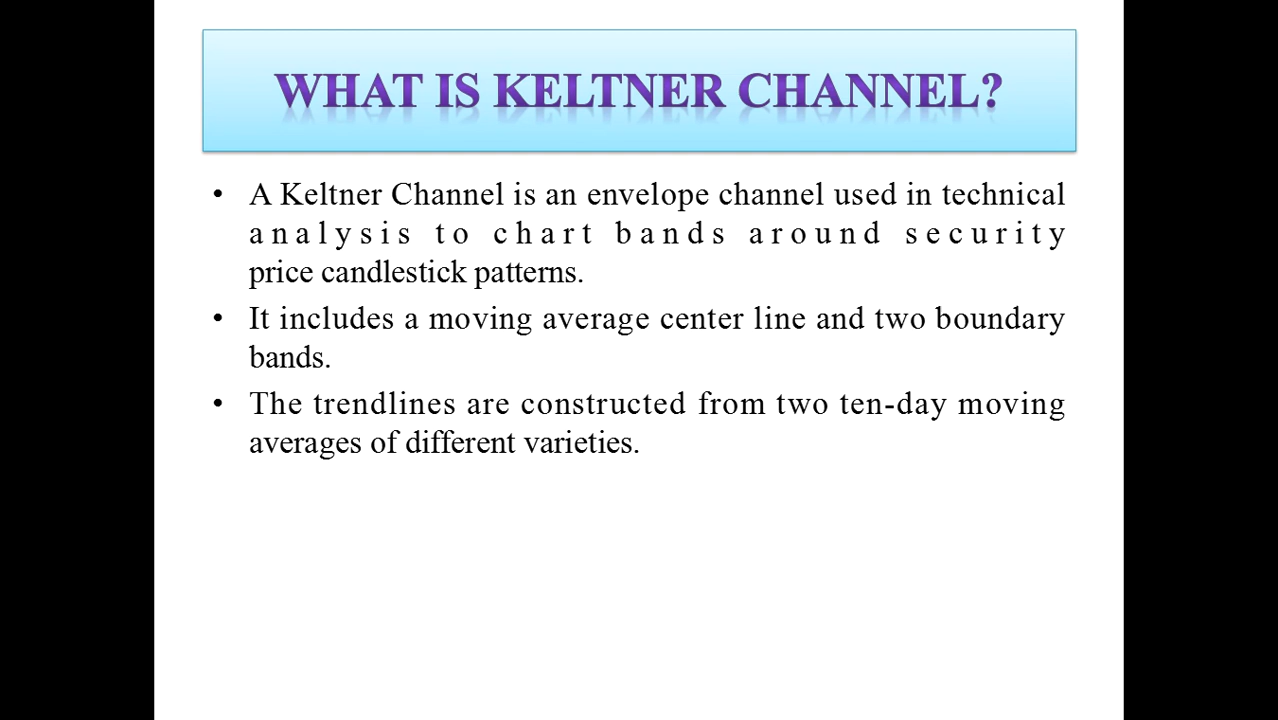 WHAT IS KELTNER CHANNEL?
• A Keltner Channel is an envelope channel used in technical
analysis to chart bands around security
price candlestick patterns.
• It includes a moving average center line and two boundary
bands.
• The trendlines are constructed from two ten-day moving
averages of different varieties.